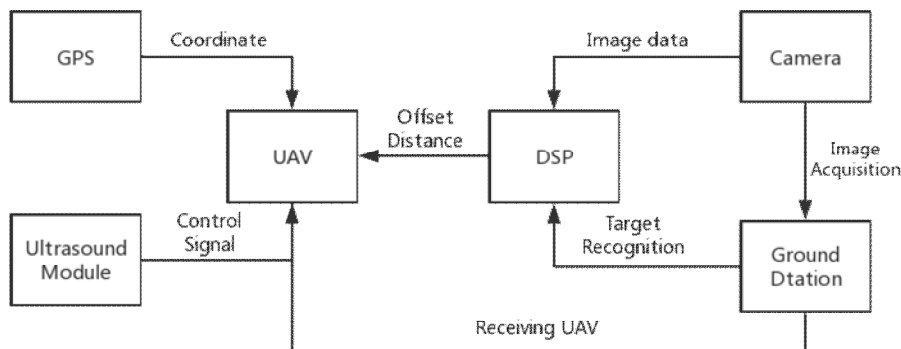 GPS
Coordinate
Image data
Camera
UAV
Offset
Distance
DSP
Image
Acquisition
Ultrasound
Module
Control
Signal
Target
Recognition
Ground
Dtation
Receiving UAV